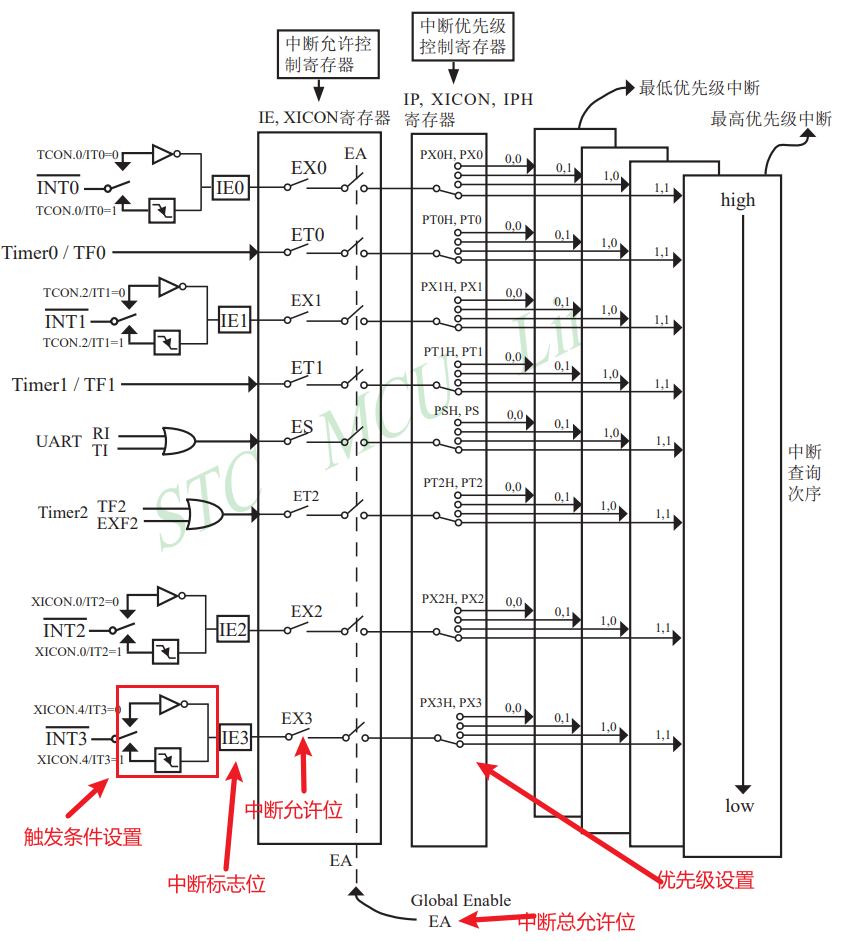 中断允许控
制寄存器
中断优先级
控制寄存器
IE, XICON寄存器
IP, XICON, IPH
寄存器
最低优先级中断
最高优先级中断
TCON.0/IT0=0
INT0
TCON.0/IT0=1
IE0
EX0
EA
PX0H, PX0
0,0
0,1
1,0
1,1
high
Timer0 / TF0
ET0
PT0H, PT0
0,0
0,1
1,0
1,1
TCON.2/IT1=0
INT1
TCON.2/IT1=1
IE1
EX1
PX1H, PX1
0,0
0,1
1,0
1,1
Timer1 / TF1
ET1
PT1H, PT1
0,0
0,1
1,0
1,1
UART
RI
TI
ES
PSH, PS
0,0
0,1
1,0
1,1
Timer2
TF2
EXF2
ET2
PT2H, PT2
0,0
0,1
1,0
1,1
中断
查询
次序
STC MCU Lim
XICON.0/IT2=0
INT2
XICON.0/IT2=1
IE2
EX2
PX2H, PX2
0,0
0,1
1,0
1,1
XICON.4/IT3=0
INT3
XICON.4/IT3=1
IE3
EX3
PX3H, PX3
0,0
0,1
1,0
1,1
low
触发条件设置
中断标志位
中断允许位
优先级设置
EA
Global Enable
EA
中断总允许位